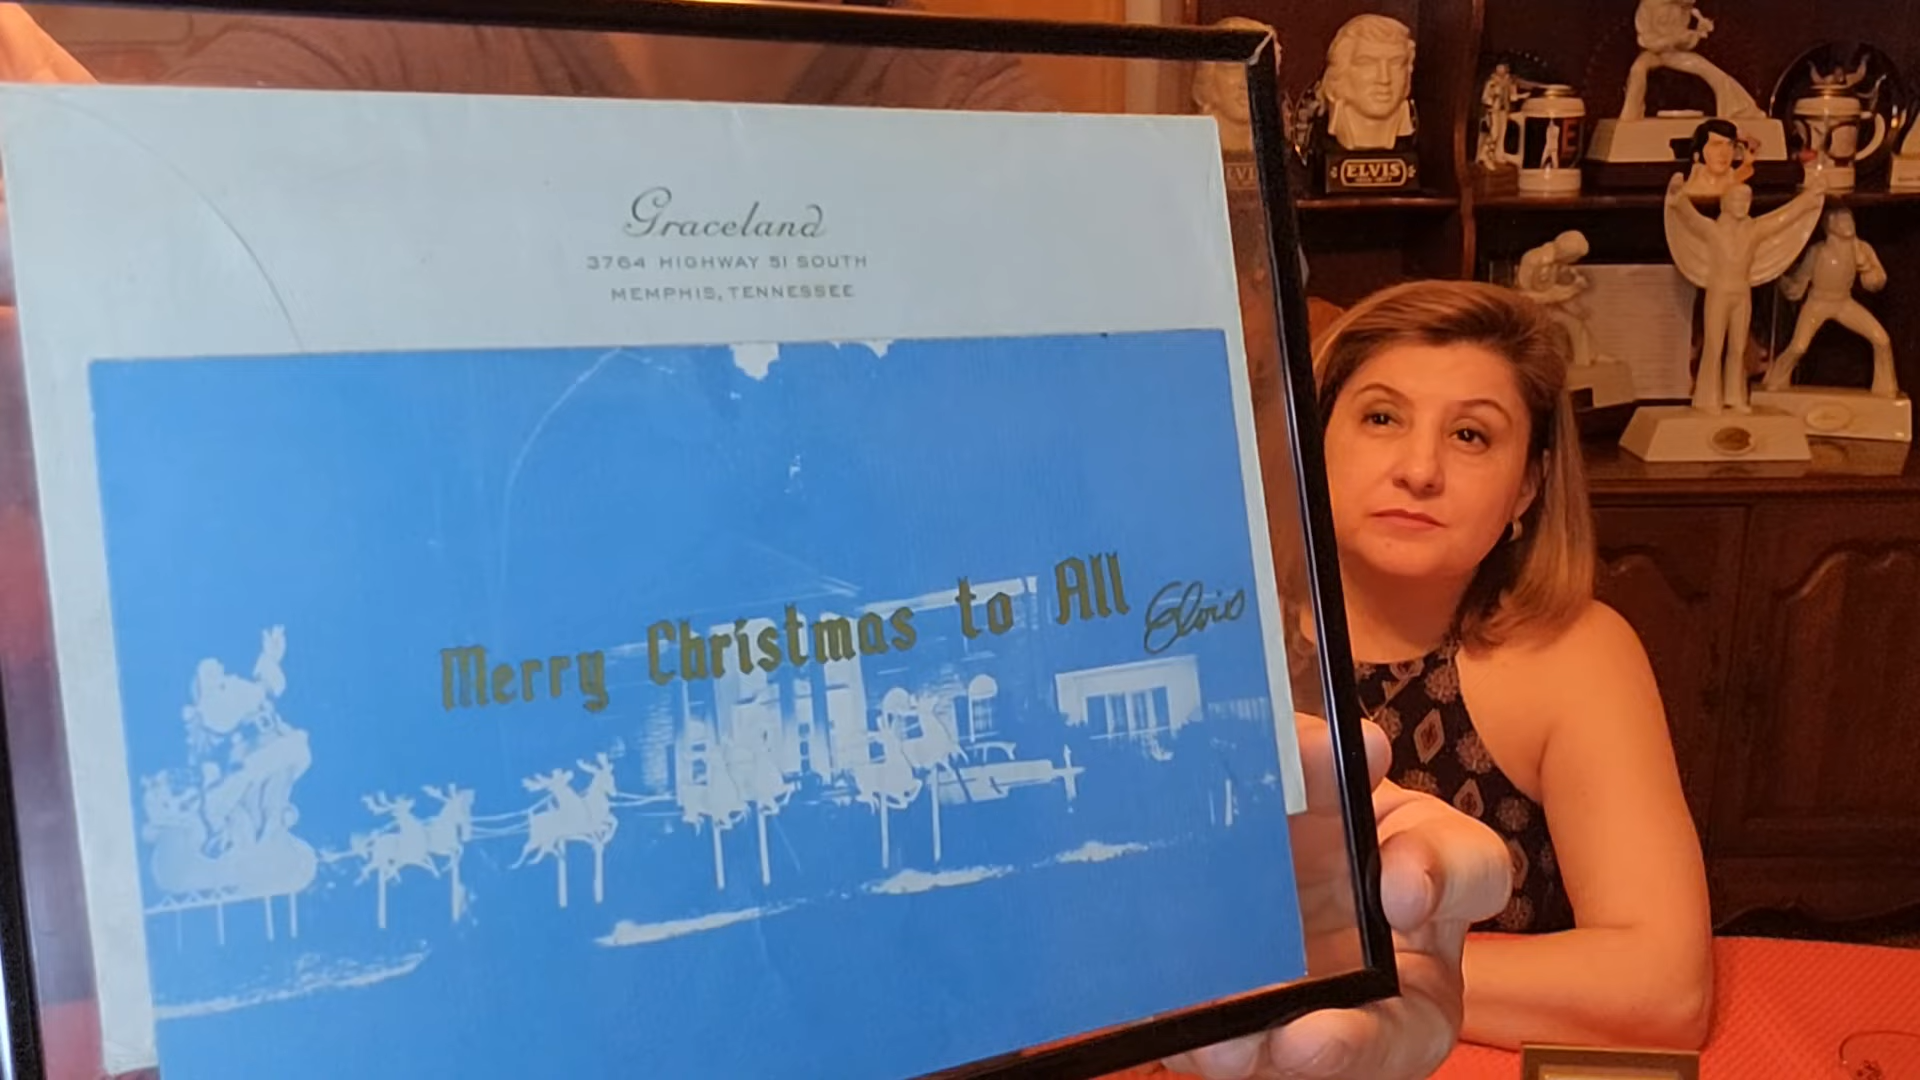 Graceland
3764 HIGHWAY 51 SOUTH
MEMPHIS, TENNESSEE
Merry Christmas to All
Elvis
ELVIS